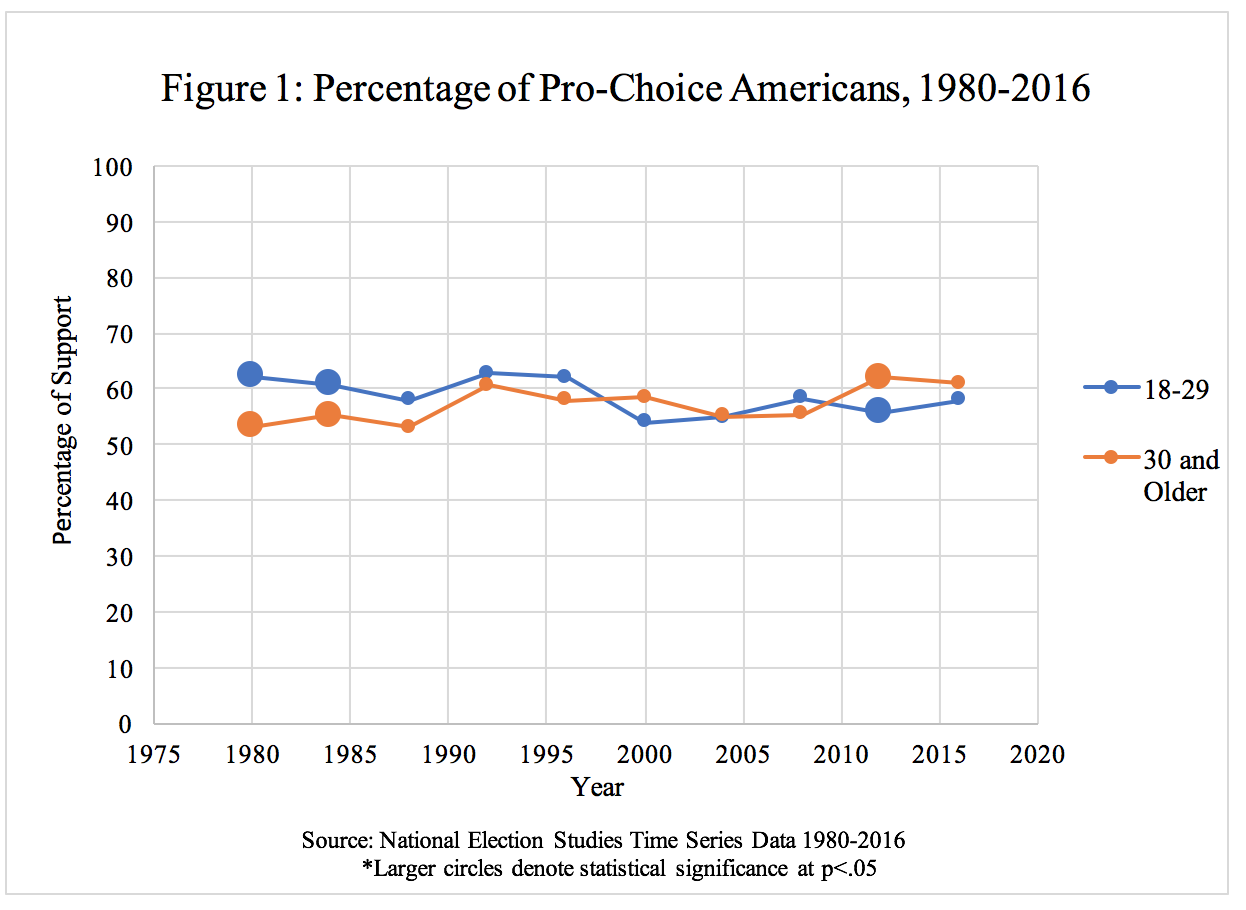 Figure 1: Percentage of Pro-Choice Americans, 1980-2016
100
90
80
70
60
50
40
30
20
10
0
Percentage of Support
1975 1980 1985 1990 1995 2000 2005 2010 2015 2020
Year
18-29
30 and
Older
Source: National Election Studies Time Series Data 1980-2016
*Larger circles denote statistical significance at p<.05